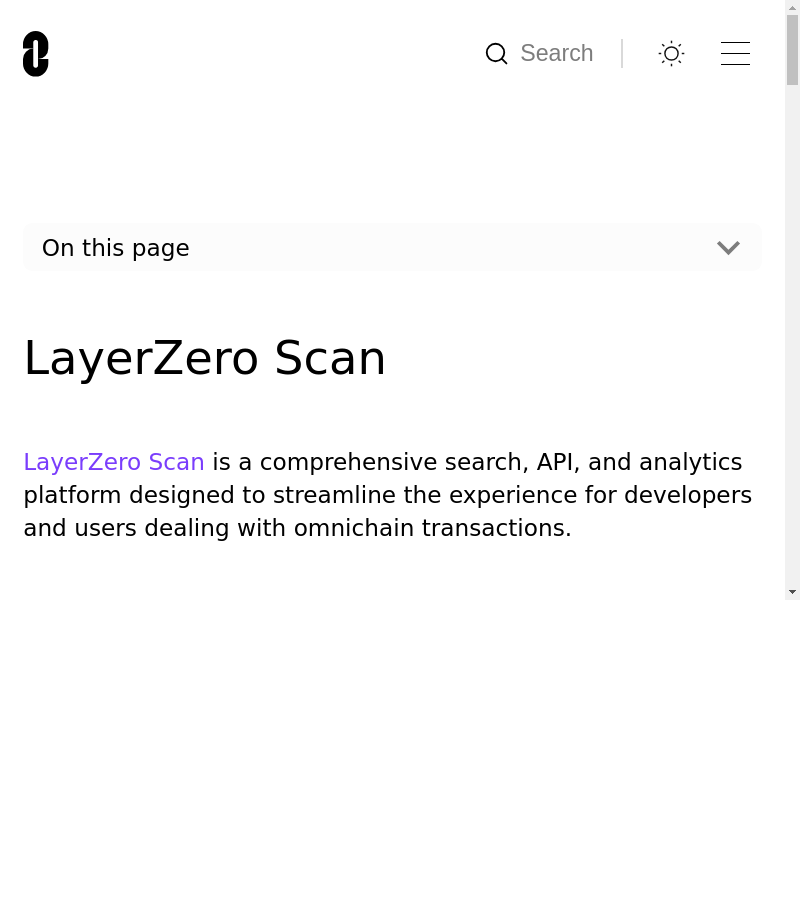 Search
On this page
LayerZero Scan
LayerZero Scan is a comprehensive search, API, and analytics
platform designed to streamline the experience for developers
and users dealing with omnichain transactions.